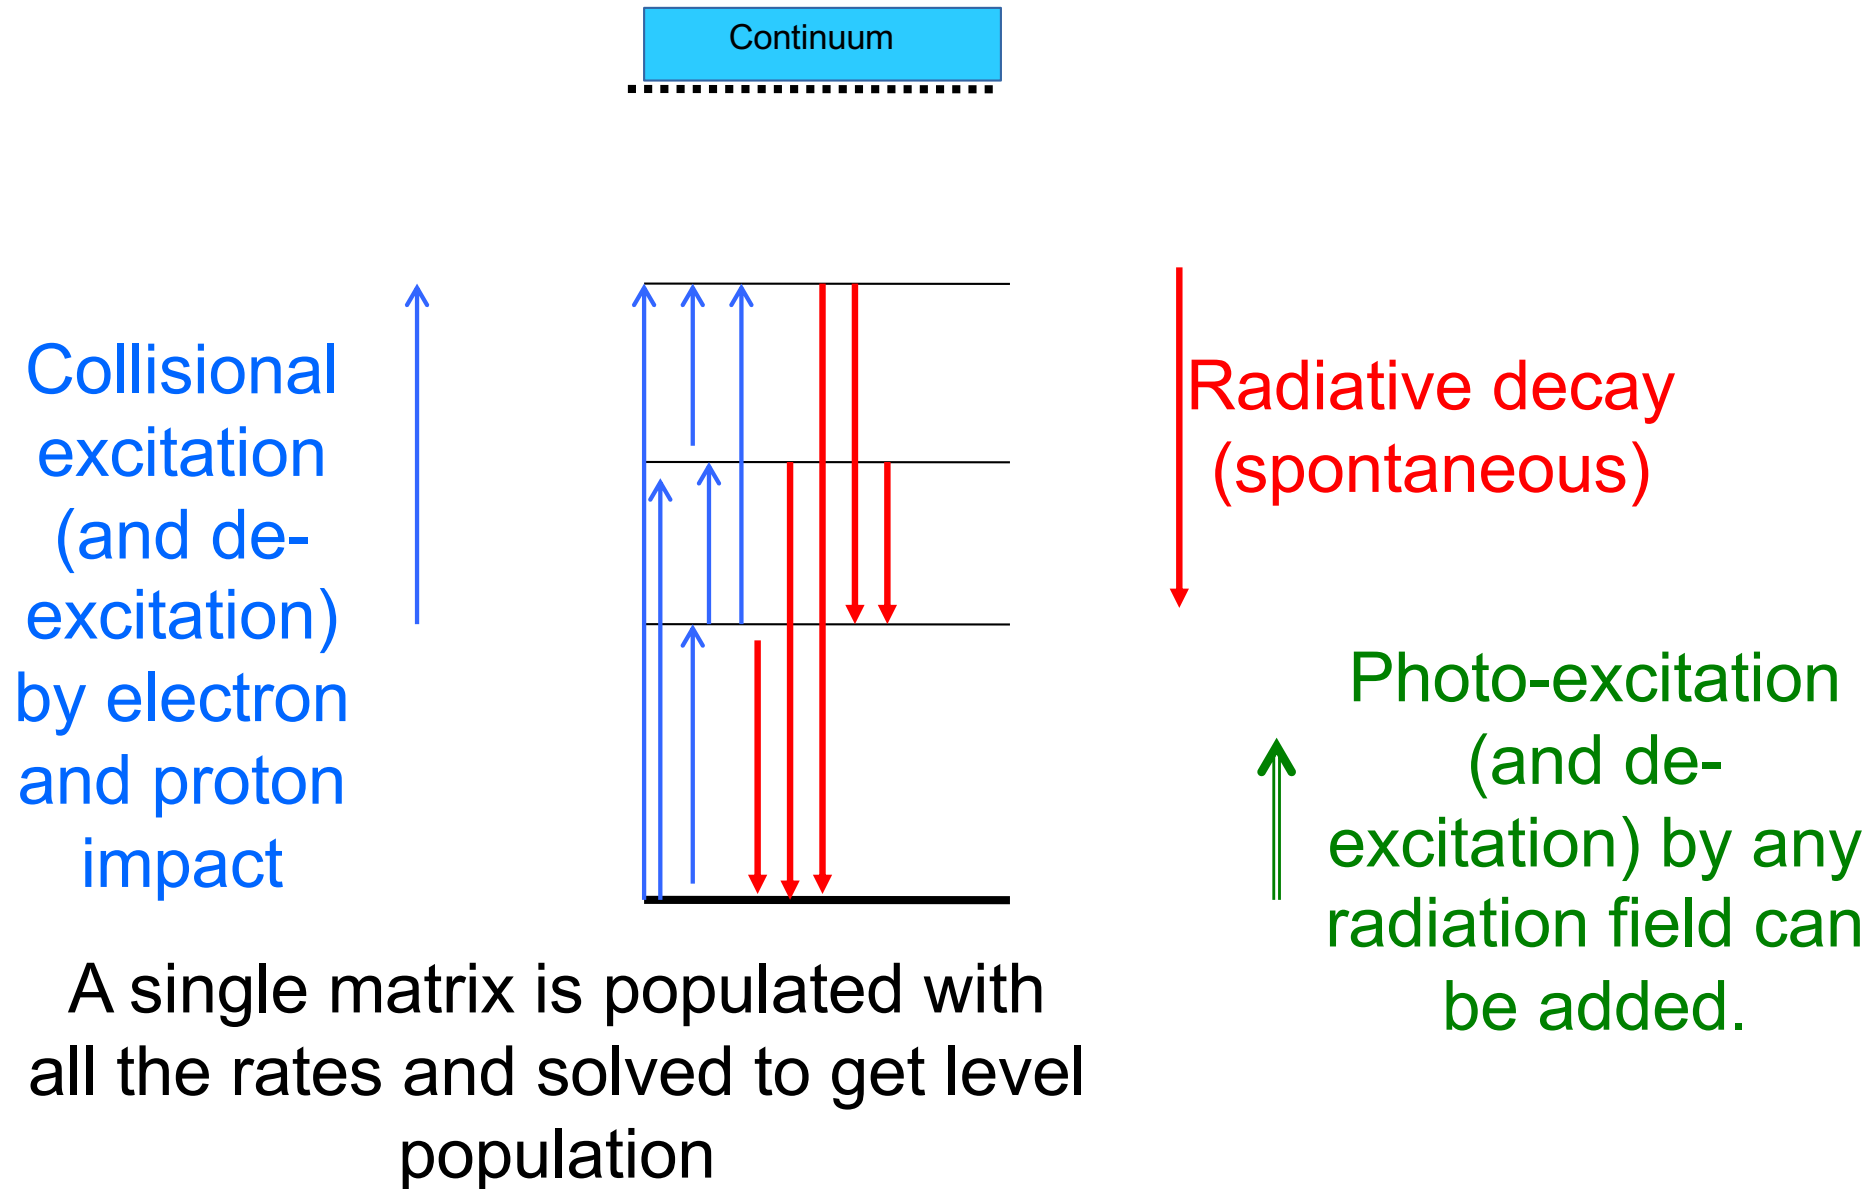 Continuum
Collisional
excitation
(and de-
excitation)
by electron
and proton
impact
Radiative decay
(spontaneous)
Photo-excitation
(and de-
excitation) by any
radiation field can
be added.
A single matrix is populated with
all the rates and solved to get level
population